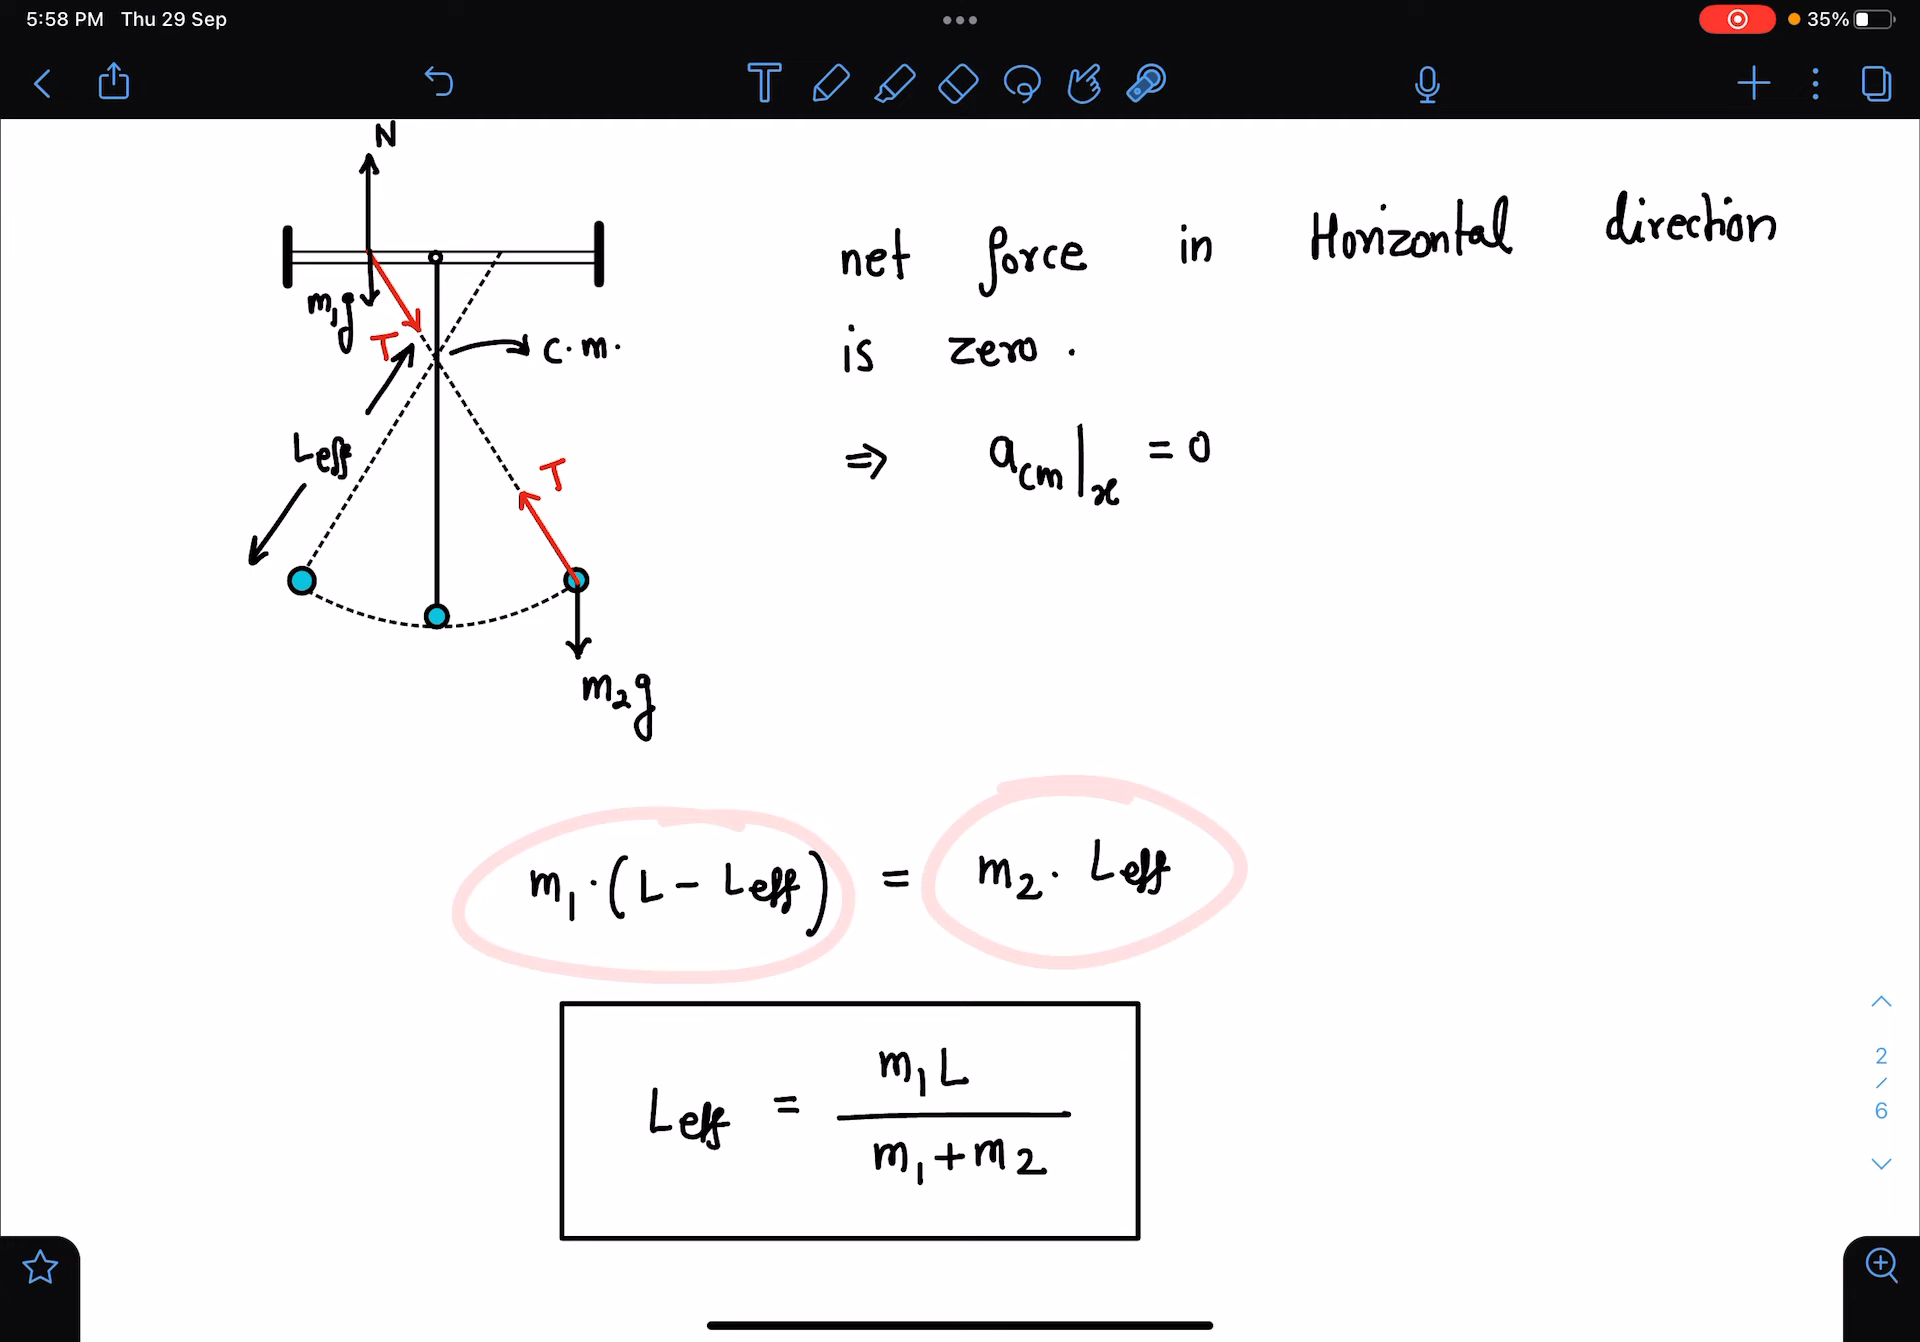 5:58 PM Thu 29 Sep
35%
N
net force in Horizontal direction
m₁g
T
c.m.
is zero .
Leff
⇒ acm|x = 0
T
m₂g
m₁.(L - Leff) = m₂. Leff
Leff = m₁L / m₁+m₂
2
/
6